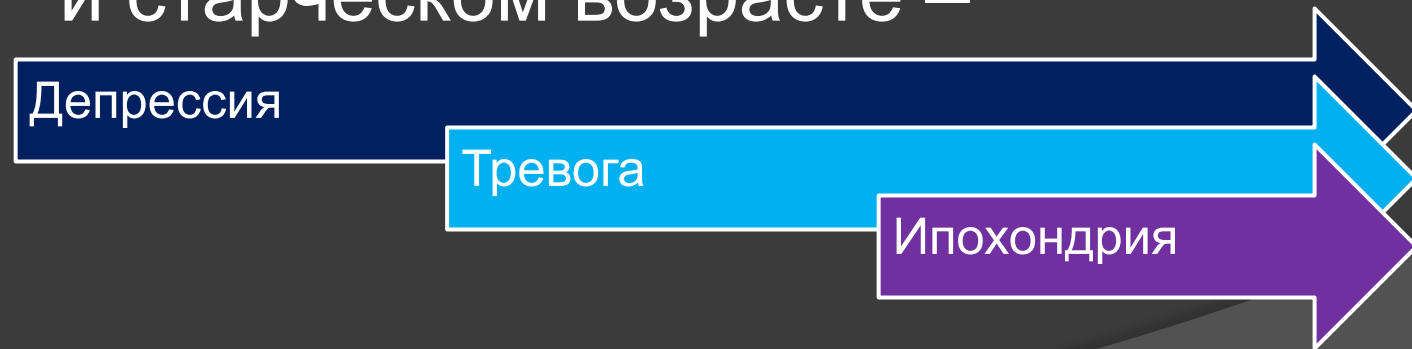 и старческом возрасте –
Депрессия
Тревога
Ипохондрия